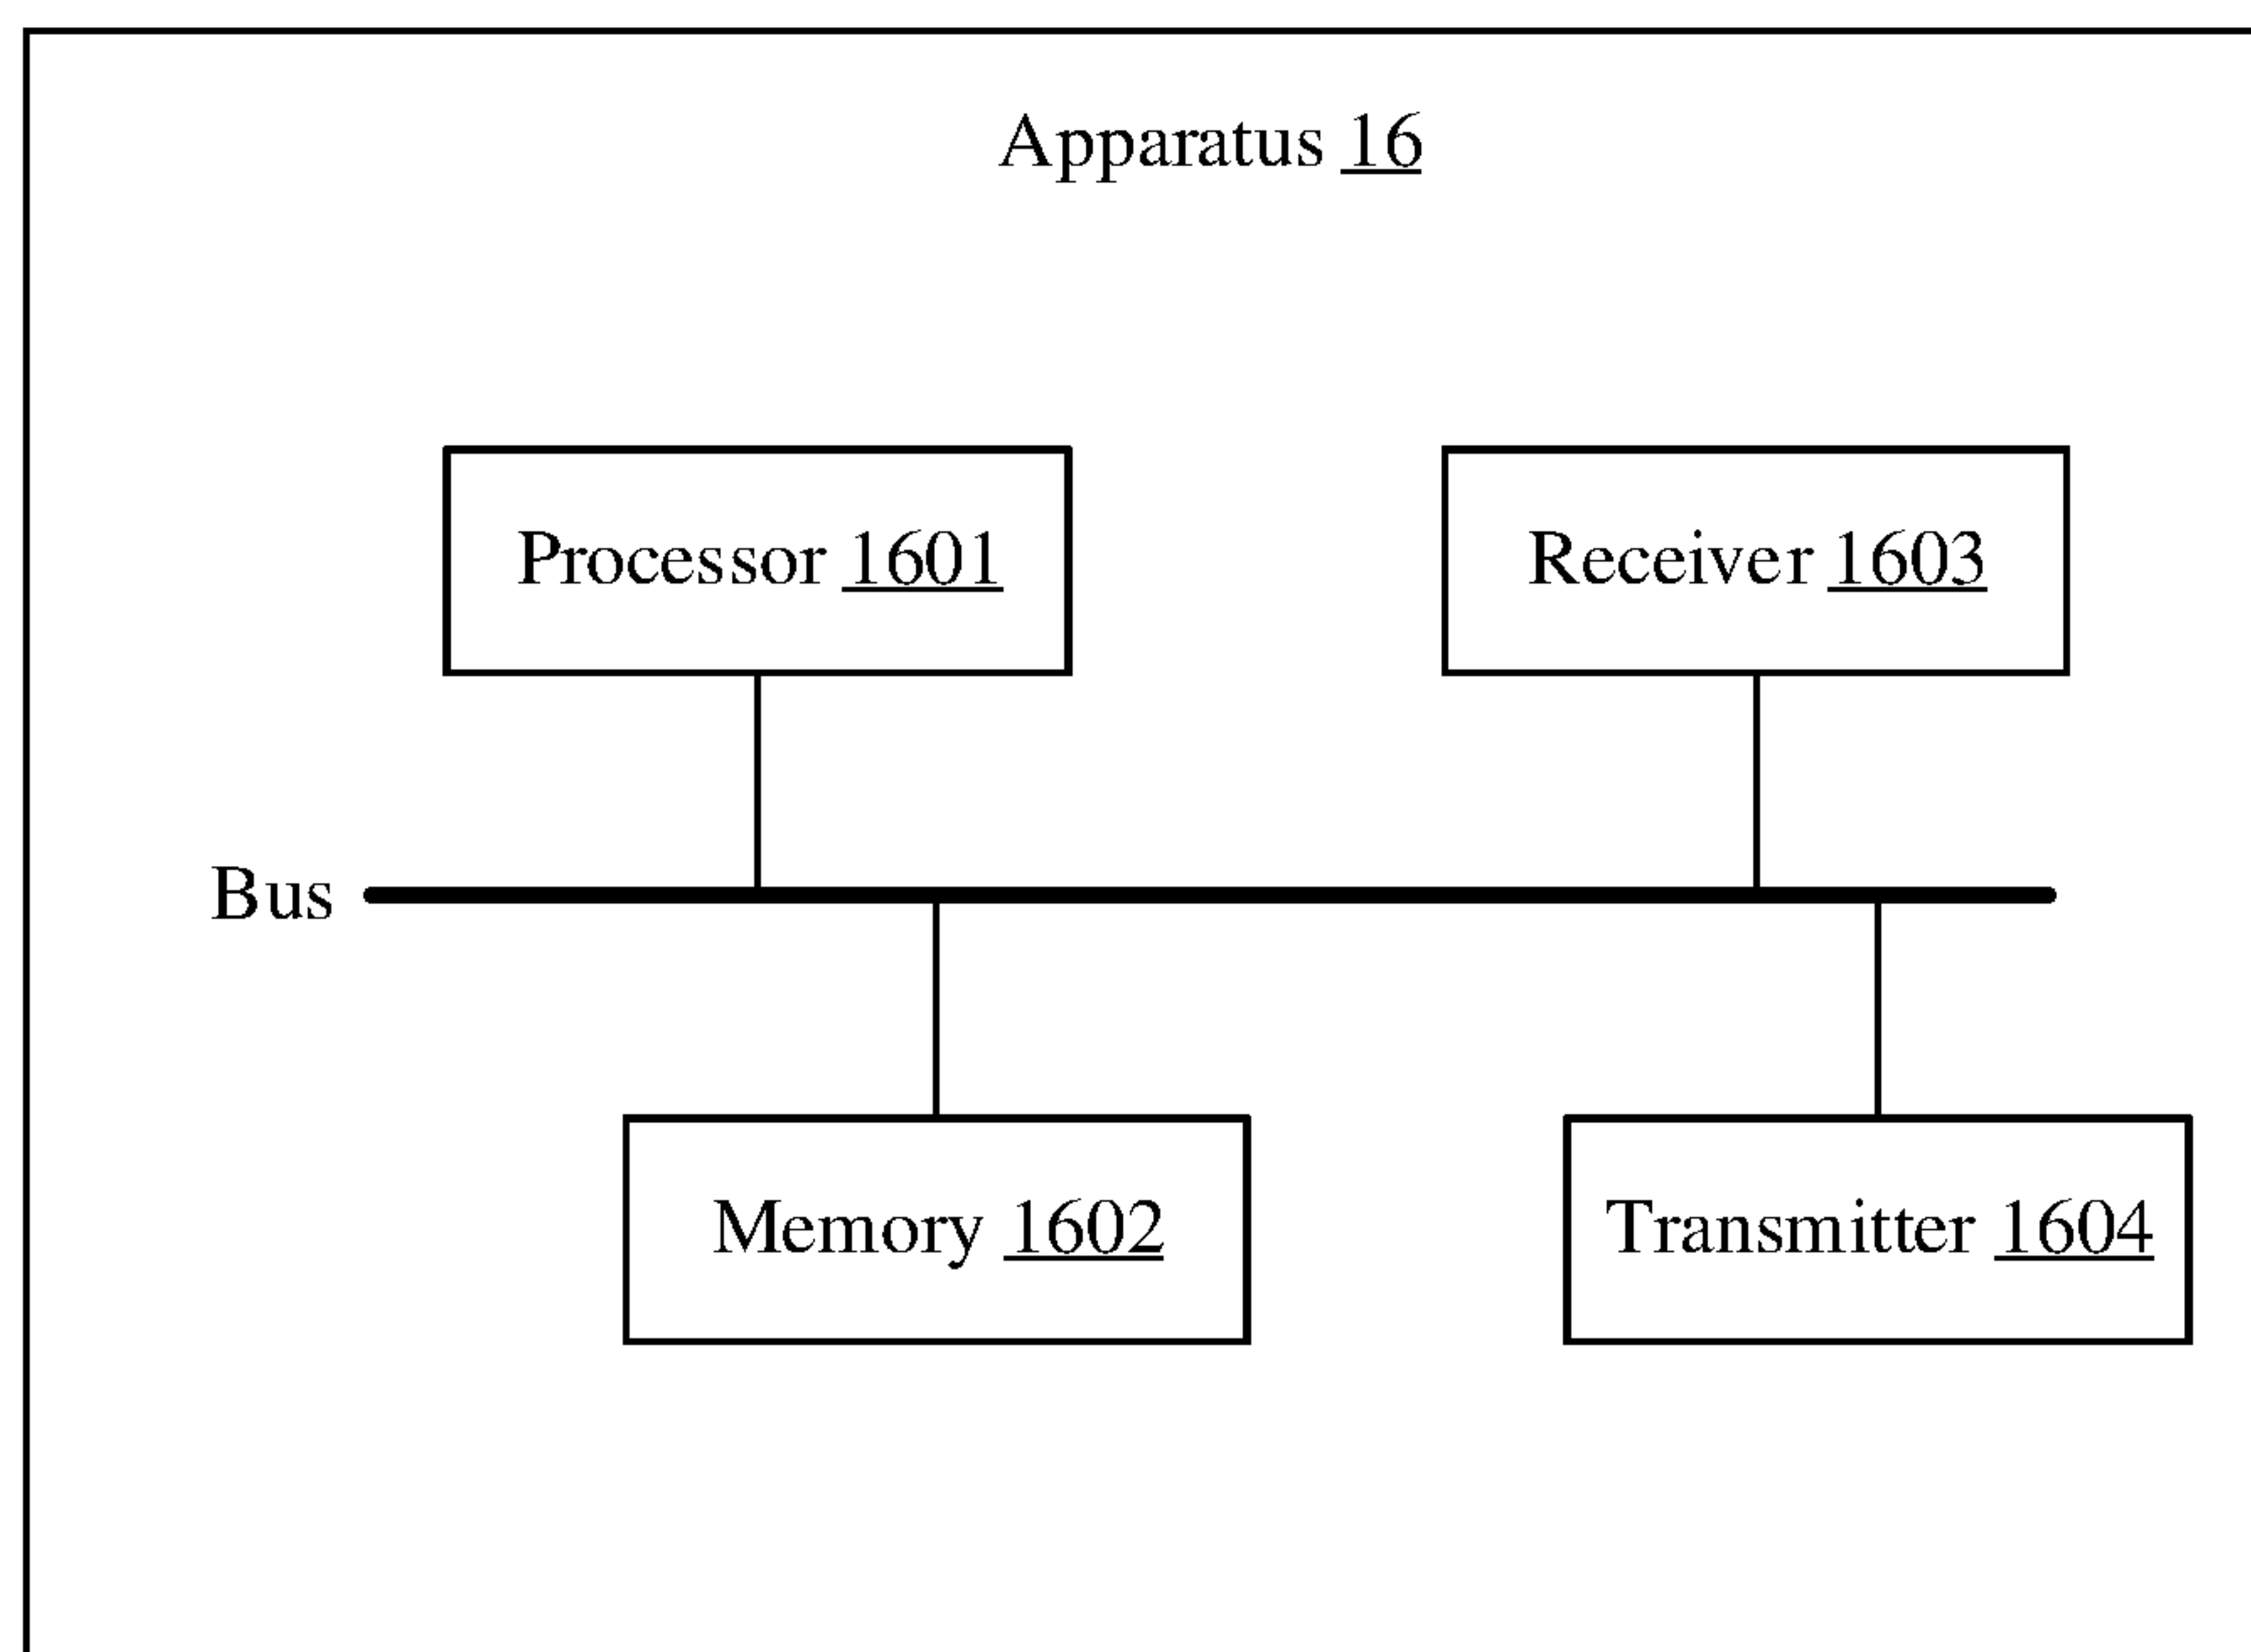 Apparatus 16
Processor 1601
Receiver 1603
Bus
Memory 1602
Transmitter 1604